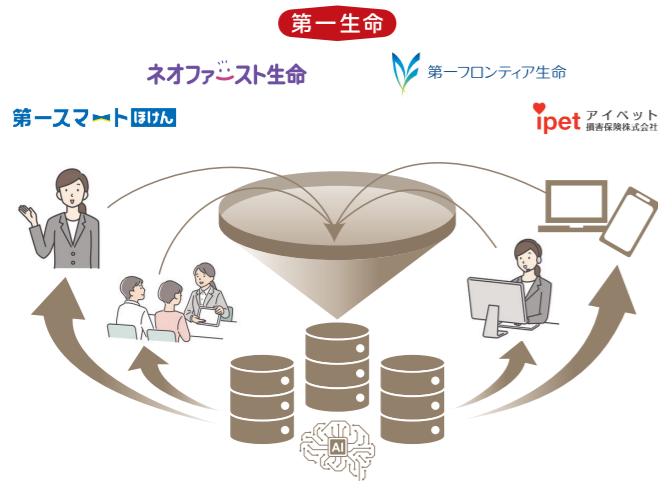 第一生命
ネオファースト生命
第一フロンティア生命
第一スマートほけん
ipet アイペット
損害保険株式会社
AI